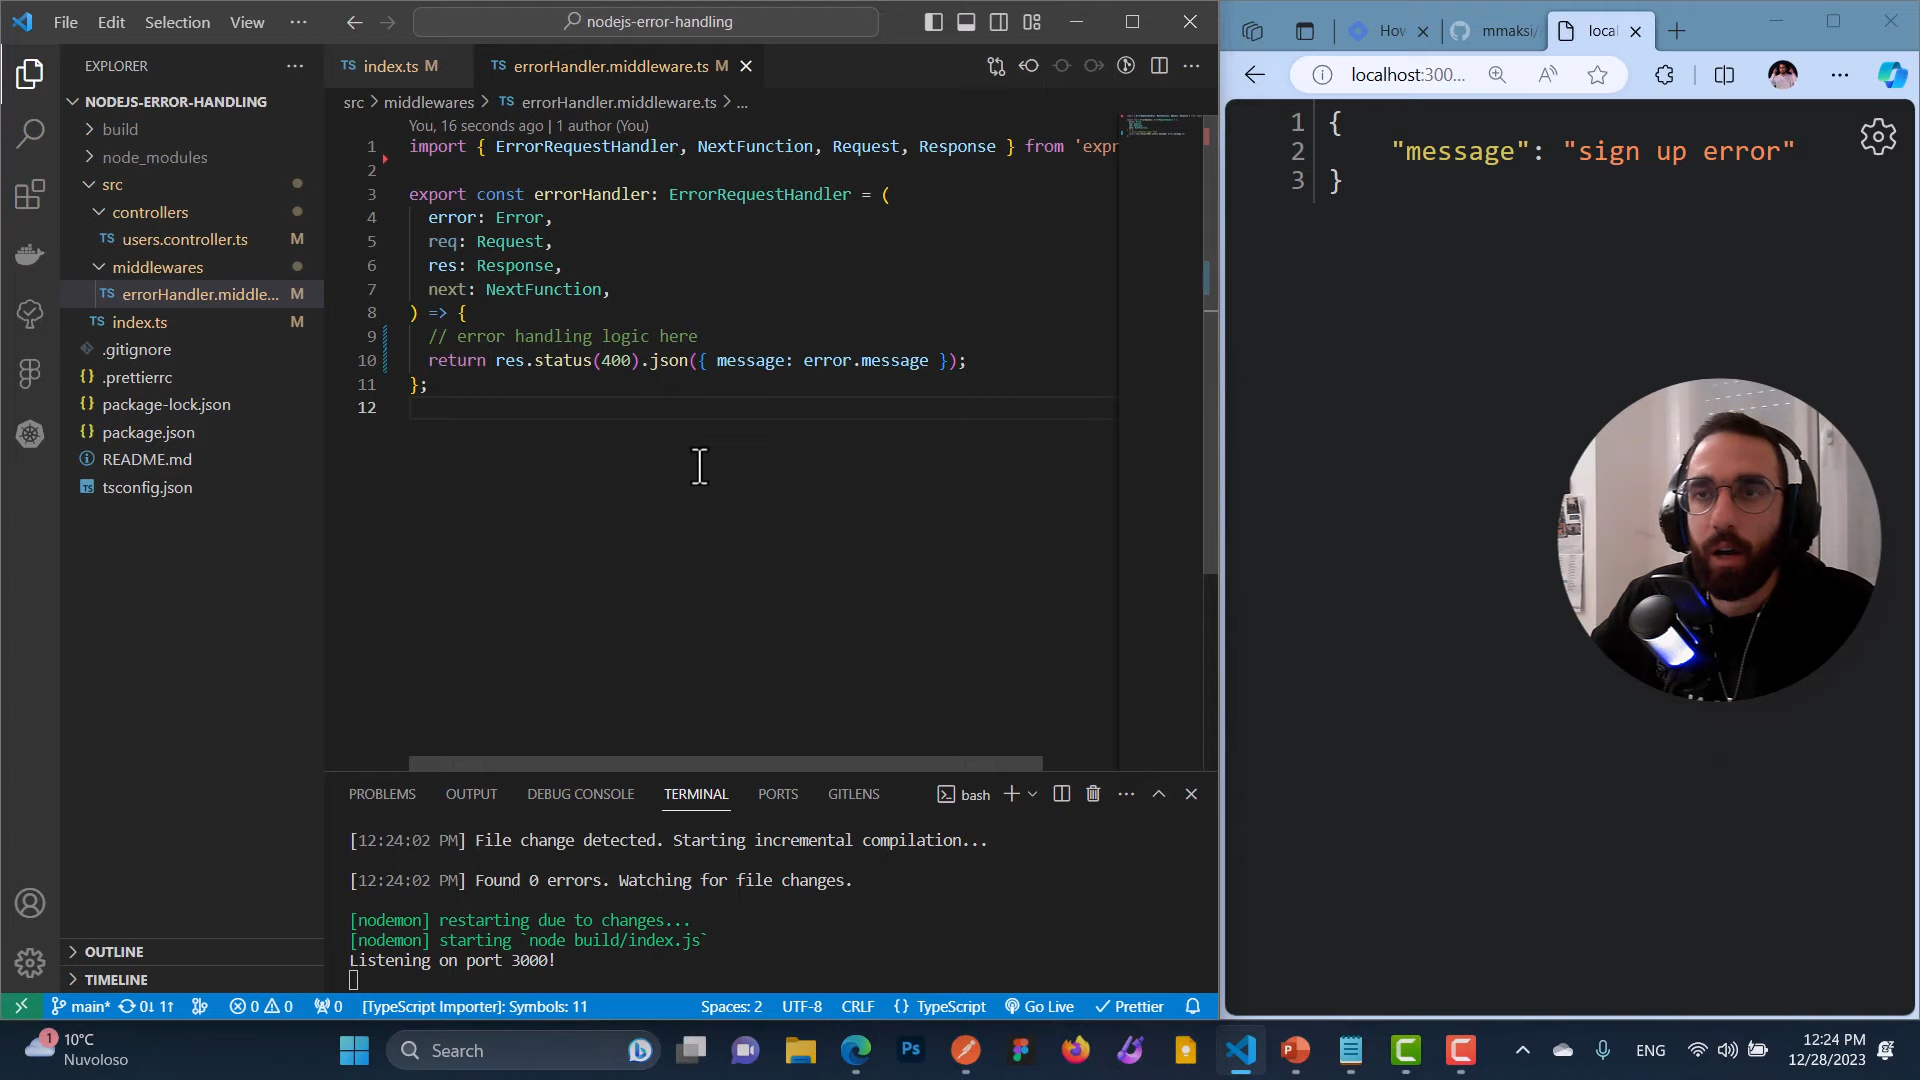 File Edit Selection View ··· nodejs-error-handling
EXPLORER ···
NODEJS-ERROR-HANDLING
build
node_modules
src
controllers
TS users.controller.ts M
middlewares
TS errorHandler.middle... M
TS index.ts M
.gitignore
{} .prettierrc
{} package-lock.json
{} package.json
README.md
TS tsconfig.json
OUTLINE
TIMELINE
TS index.ts M
TS errorHandler.middleware.ts M
src > middlewares > TS errorHandler.middleware.ts > ...
You, 16 seconds ago | 1 author (You)
1 import { ErrorRequestHandler, NextFunction, Request, Response } from 'expr
2
3 export const errorHandler: ErrorRequestHandler = (
4 error: Error,
5 req: Request,
6 res: Response,
7 next: NextFunction,
8 ) => {
9 // error handling logic here
10 return res.status(400).json({ message: error.message });
11 };
12
PROBLEMS OUTPUT DEBUG CONSOLE TERMINAL PORTS GITLENS bash
[12:24:02 PM] File change detected. Starting incremental compilation...
[12:24:02 PM] Found 0 errors. Watching for file changes.
[nodemon] restarting due to changes...
[nodemon] starting `node build/index.js`
Listening on port 3000!
main* 0↓ 1↑ 0 0 0 [TypeScript Importer]: Symbols: 11 Spaces: 2 UTF-8 CRLF {} TypeScript Go Live Prettier
How mmaksi/ local
localhost:300...
1 {
2 "message": "sign up error"
3 }
1
10°C
Nuvoloso
Search
Ps
ENG
12:24 PM
12/28/2023